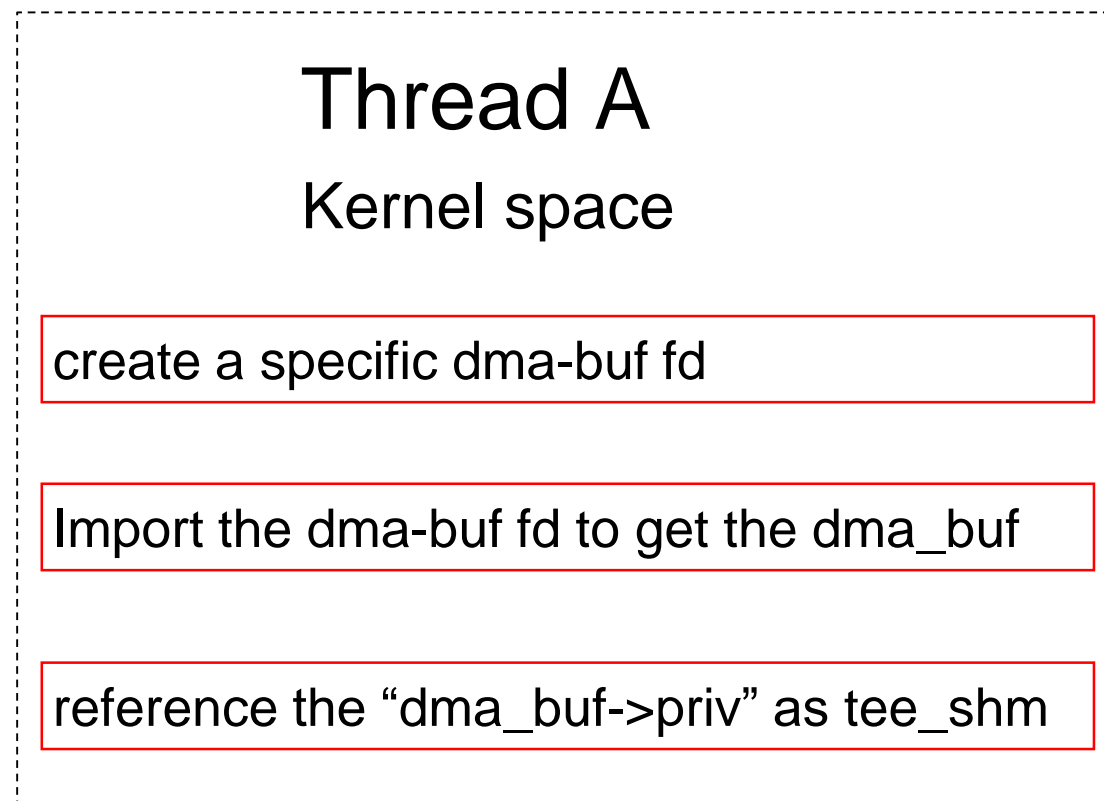 Thread A
Kernel space
create a specific dma-buf fd
Import the dma-buf fd to get the dma_buf
reference the “dma_buf->priv” as tee_shm